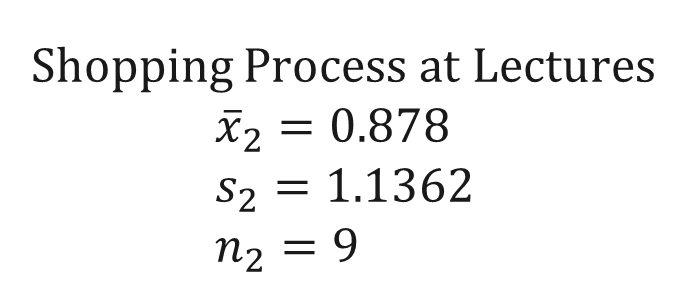 Shopping Process at Lectures
x̄₂ = 0.878
s₂ = 1.1362
n₂ = 9